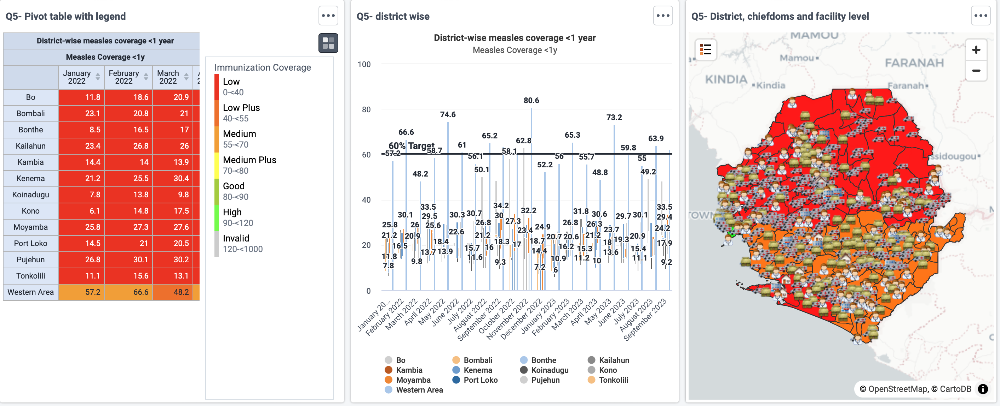 Q5- Pivot table with legend
District-wise measles coverage <1 year
Measles Coverage <1y
January 2022 February 2022 March 2022
Bo 11.8 18.6 20.9
Bombali 23.1 20.8 21
Bonthe 8.5 16.5 17
Kailahun 23.4 26.8 26
Kambia 14.4 14 13.9
Kenema 21.2 25.5 30.4
Koinadugu 7.8 13.8 9.8
Kono 6.1 14.8 17.5
Moyamba 25.8 27.3 27.6
Port Loko 14.5 21 20.5
Pujehun 26.8 30.1 30.2
Tonkolili 11.1 15.6 13.1
Western Area 57.2 66.6 48.2
Immunization Coverage
Low
0-<40
Low Plus
40-<55
Medium
55-<70
Medium Plus
70-<80
Good
80-<90
High
90-<120
Invalid
120-<1000
Q5- district wise
District-wise measles coverage <1 year
Measles Coverage <1y
100
80
60
40
20
0
60% Target
80.6
74.6
73.2
66.6
65.2
62.8
65.3
63.9
61
59.8
57.2
58.7
56.1
58.1
56
55.7
55
50.1
52.2
48.2
48.8
49.2
33.5
34.2
32.2
31.8
33.5
30.1
29.5
30.3
30.7
30
30.6
29.7
30.1
29.4
25.8
26
25.6
26.8
27.3
24.9
26.8
26.3
23.7
24.2
21.2
20.9
22.6
21.2
23.4
20.7
20.6
21.2
20.9
16.5
18.4
15.7
16
18.3
17
18.7
16.2
15.3
18
19.3
15.4
17.9
11.8
13.7
13.9
11.6
14.4
10.9
11.2
13.6
11.1
7.8
9.8
9.3
7.2
6
10
9.2
January 20...
February 2022
March 2022
April 2022
May 2022
June 2022
July 2022
August 2022
September 2022
October 2022
November 2022
December 2022
January 2023
February 2023
March 2023
April 2023
May 2023
June 2023
July 2023
August 2023
September 2023
Bo Bombali Bonthe Kailahun
Kambia Kenema Koinadugu Kono
Moyamba Port Loko Pujehun Tonkolili
Western Area
Q5- District, chiefdoms and facility level
MAMOU
Mamou
FARANAH
KINDIA
Kindia
Faranah
ssidougou
TOWN
+
−
© OpenStreetMap, © CartoDB